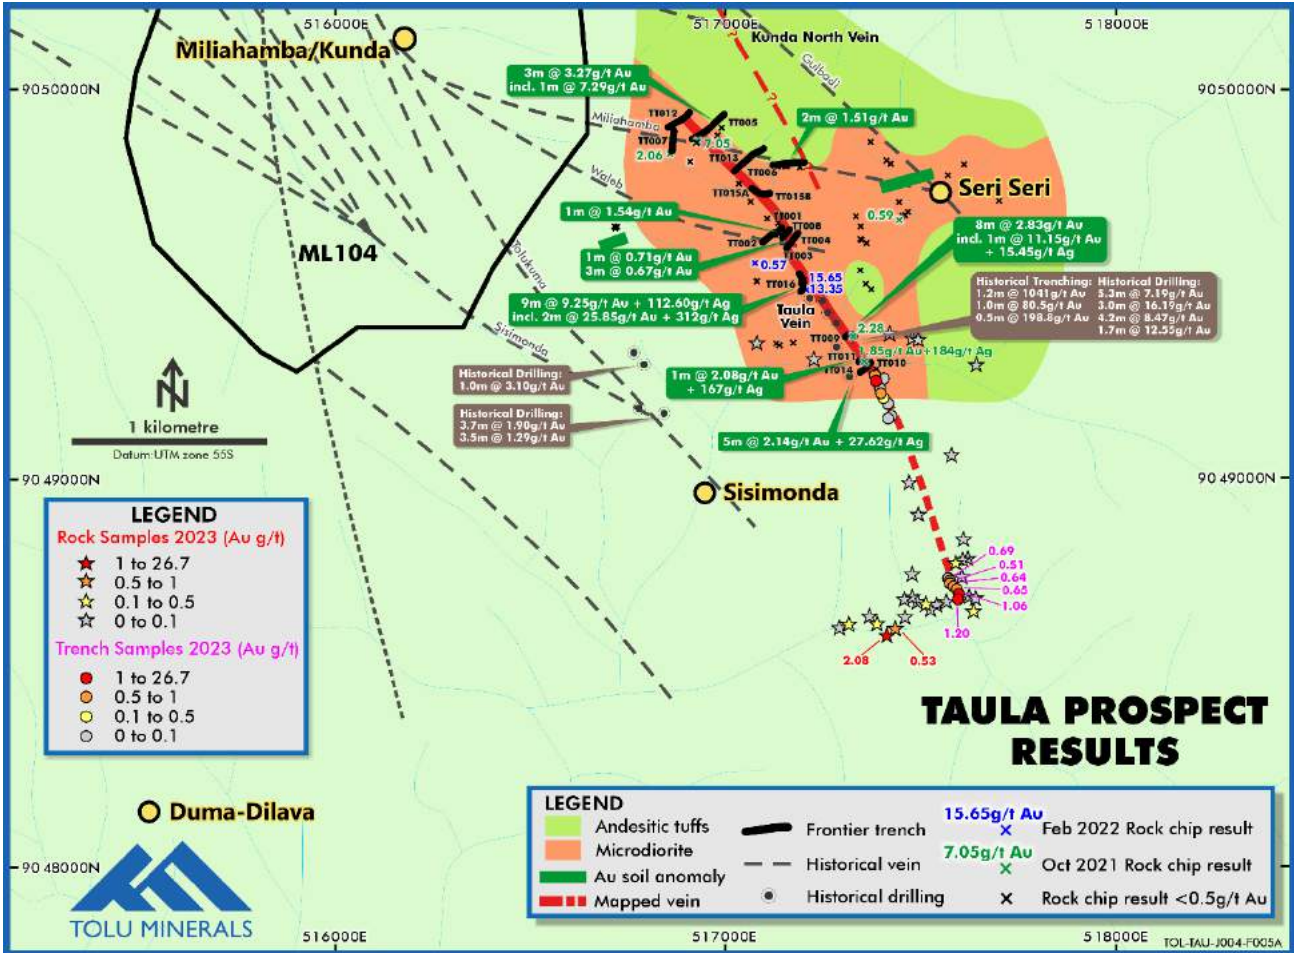 516000E
517000E
518000E
Miliahamba/Kunda
Kunda North Vein
?
Guibadi
9050000N
9050000N
3m @ 3.27g/t Au
incl. 1m @ 7.29g/t Au
?
TT012
TT005
2m @ 1.51g/t Au
Miliahamba
TT007
7.05
2.06
TT013
TT006
Seri Seri
Waleb
TT015A
TT015B
0.59
1m @ 1.54g/t Au
TT001
TT008
8m @ 2.83g/t Au
incl. 1m @ 11.15g/t Au
+ 15.45g/t Ag
TT002
TT004
TT003
ML104
1m @ 0.71g/t Au
3m @ 0.67g/t Au
0.57
Tolukuma
TT016
15.65
13.35
Historical Trenching:
1.2m @ 1041g/t Au
1.0m @ 80.5g/t Au
0.5m @ 198.8g/t Au
Historical Drilling:
5.3m @ 7.19g/t Au
3.0m @ 16.19g/t Au
4.2m @ 8.47g/t Au
1.7m @ 12.55g/t Au
9m @ 9.25g/t Au + 112.60g/t Ag
incl. 2m @ 25.85g/t Au + 312g/t Ag
Taula
Vein
Sisimonda
2.28
TT009
1.85g/t Au+184g/t Ag
TT011
TT010
TT014
Historical Drilling:
1.0m @ 3.10g/t Au
1m @ 2.08g/t Au
+ 167g/t Ag
N
1 kilometre
Datum:UTM zone 55S
Historical Drilling:
3.7m @ 1.90g/t Au
3.5m @ 1.29g/t Au
5m @ 2.14g/t Au + 27.62g/t Ag
9049000N
9049000N
Sisimonda
LEGEND
Rock Samples 2023 (Au g/t)
1 to 26.7
0.5 to 1
0.1 to 0.5
0 to 0.1
Trench Samples 2023 (Au g/t)
1 to 26.7
0.5 to 1
0.1 to 0.5
0 to 0.1
0.69
0.51
0.64
0.65
1.06
1.20
2.08
0.53
TAULA PROSPECT
RESULTS
Duma-Dilava
LEGEND
Andesitic tuffs
Microdiorite
Au soil anomaly
Mapped vein
Frontier trench
Historical vein
Historical drilling
15.65g/t Au
Feb 2022 Rock chip result
7.05g/t Au
Oct 2021 Rock chip result
Rock chip result <0.5g/t Au
9048000N
9048000N
TOLU MINERALS
516000E
517000E
518000E
TOL-TAU-J004-F005A